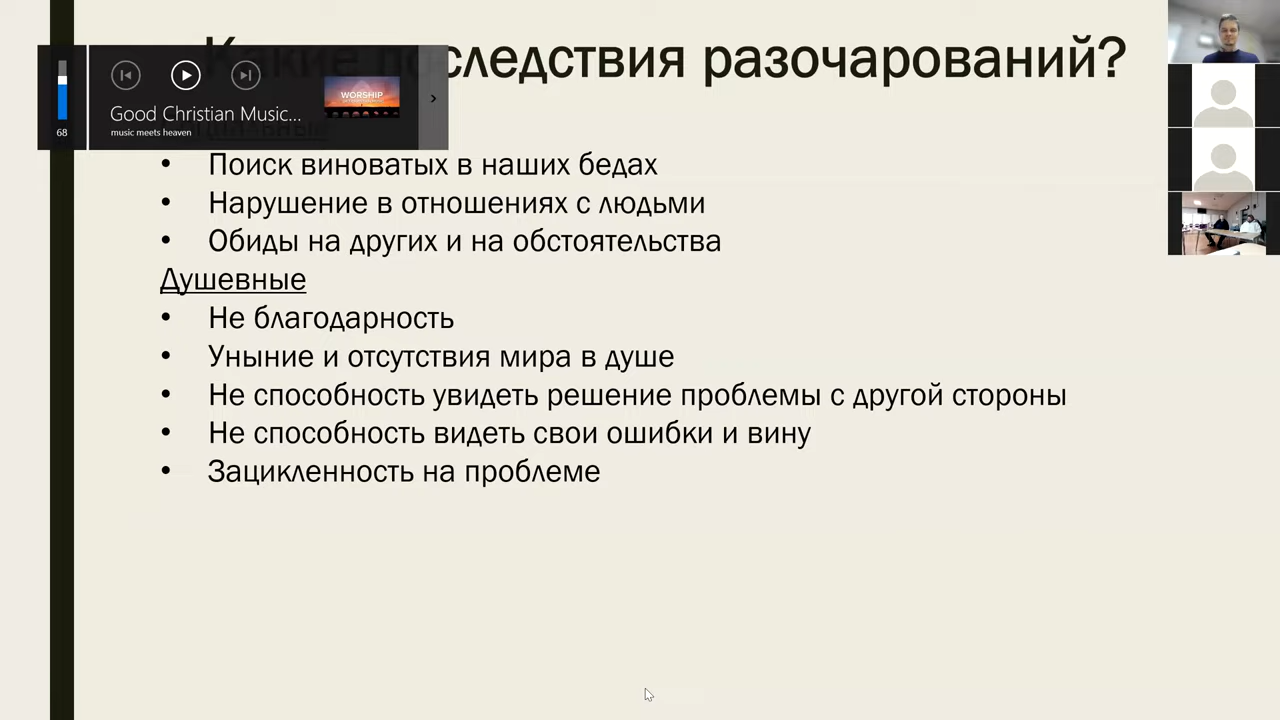 Какие последствия разочарований?
68
Good Christian Music...
music meets heaven
WORSHIP
• Поиск виноватых в наших бедах
• Нарушение в отношениях с людьми
• Обиды на других и на обстоятельства
Душевные
• Не благодарность
• Уныние и отсутствия мира в душе
• Не способность увидеть решение проблемы с другой стороны
• Не способность видеть свои ошибки и вину
• Зацикленность на проблеме